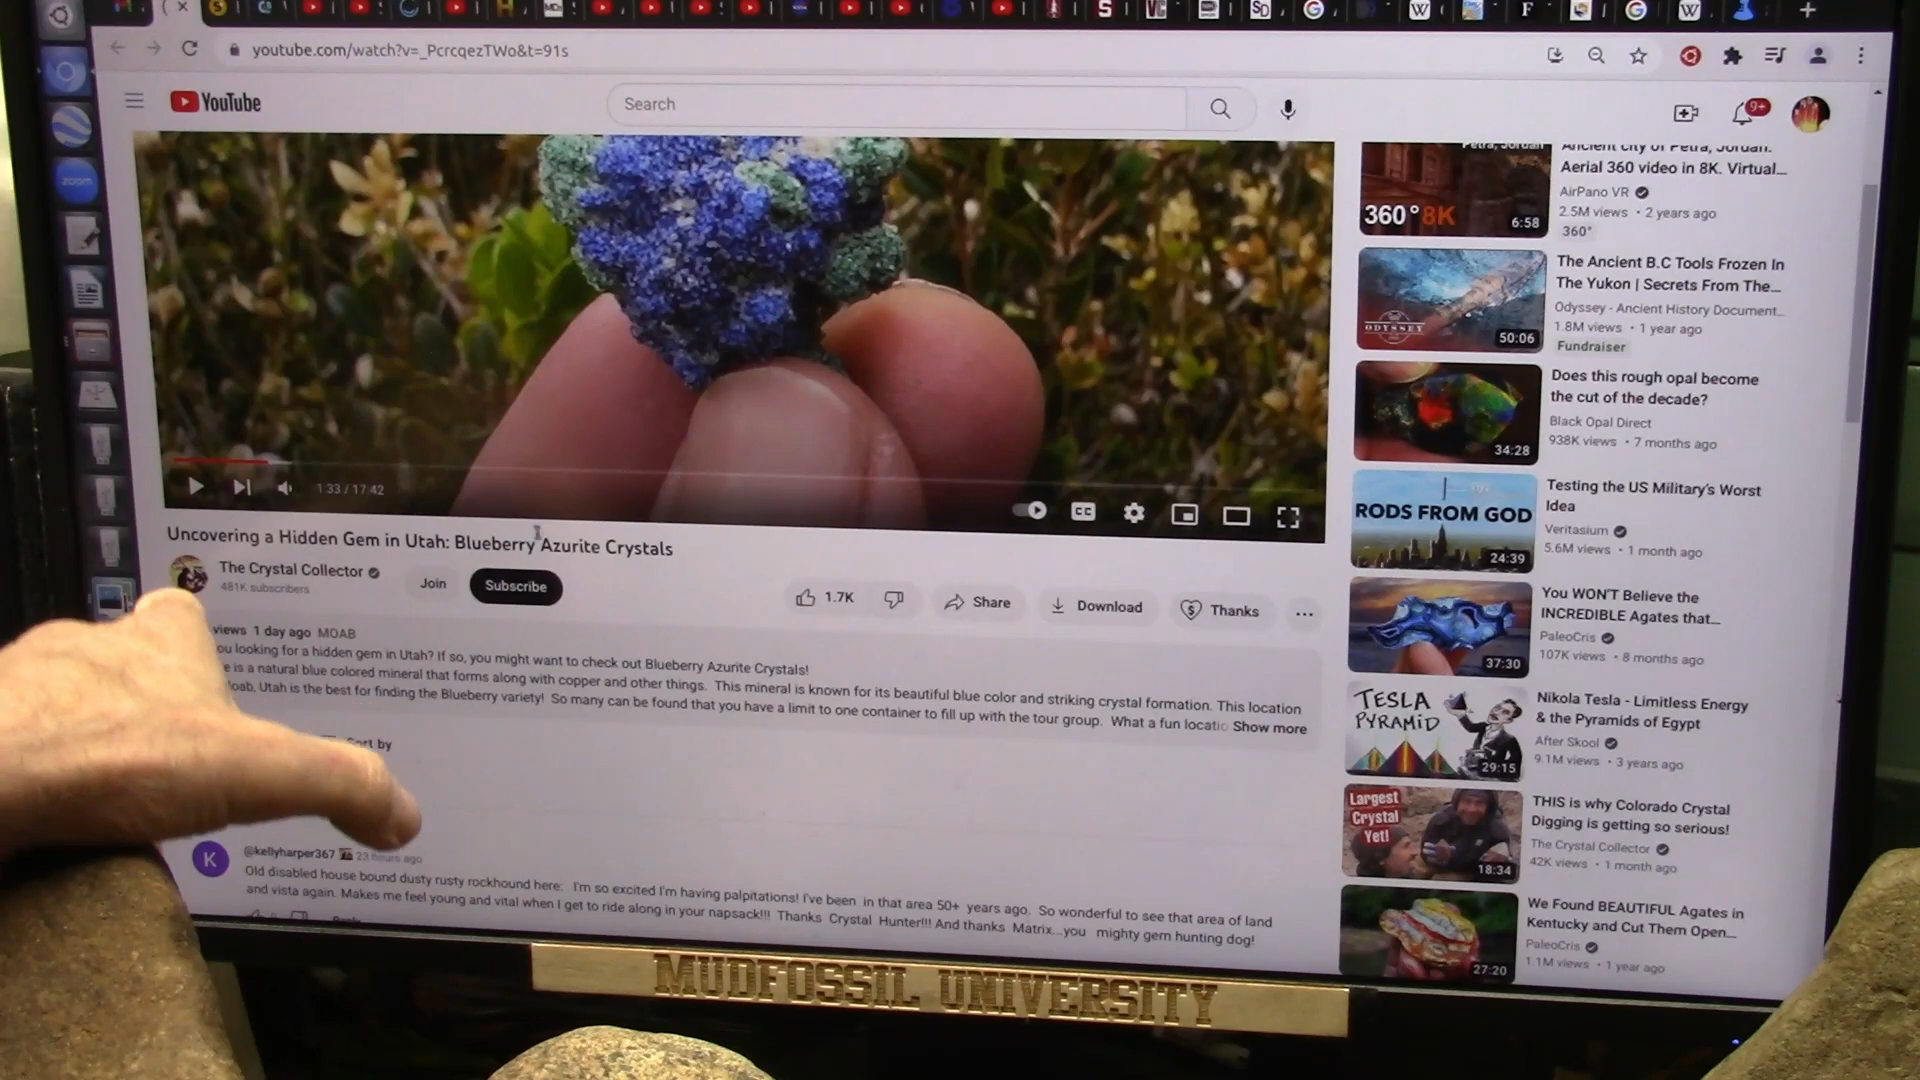 youtube.com/watch?v=_PcrcqezTWo&t=91s
YouTube
Search
9+
zoom
1:33 / 17:42
CC
Uncovering a Hidden Gem in Utah: Blueberry Azurite Crystals
The Crystal Collector
481K subscribers
Join
Subscribe
1.7K
Share
Download
Thanks
views 1 day ago MOAB
ou looking for a hidden gem in Utah? If so, you might want to check out Blueberry Azurite Crystals!
e is a natural blue colored mineral that forms along with copper and other things. This mineral is known for its beautiful blue color and striking crystal formation. This location
loab, Utah is the best for finding the Blueberry variety! So many can be found that you have a limit to one container to fill up with the tour group. What a fun locatic Show more
Sort by
K
@kellyharper367 23 hours ago
Old disabled house bound dusty rusty rockhound here: I'm so excited I'm having palpitations! I've been in that area 50+ years ago. So wonderful to see that area of land
and vista again. Makes me feel young and vital when I get to ride along in your napsack!!! Thanks Crystal Hunter!!! And thanks Matrix...you mighty gem hunting dog!
Reply
Petra, Jordan
360° 8K
6:58
Ancient city of Petra, Jordan.
Aerial 360 video in 8K. Virtual...
AirPano VR
2.5M views • 2 years ago
360°
ODYSSEY
50:06
The Ancient B.C Tools Frozen In
The Yukon | Secrets From The...
Odyssey - Ancient History Document...
1.8M views • 1 year ago
Fundraiser
34:28
Does this rough opal become
the cut of the decade?
Black Opal Direct
938K views • 7 months ago
RODS FROM GOD
24:39
Testing the US Military's Worst
Idea
Veritasium
5.6M views • 1 month ago
37:30
You WON'T Believe the
INCREDIBLE Agates that...
PaleoCris
107K views • 8 months ago
TESLA
PYRAMiD
29:15
Nikola Tesla - Limitless Energy
& the Pyramids of Egypt
After Skool
9.1M views • 3 years ago
Largest
Crystal
Yet!
18:34
THIS is why Colorado Crystal
Digging is getting so serious!
The Crystal Collector
42K views • 1 month ago
27:20
We Found BEAUTIFUL Agates in
Kentucky and Cut Them Open...
PaleoCris
1.1M views • 1 year ago
MUDFOSSIL UNIVERSITY